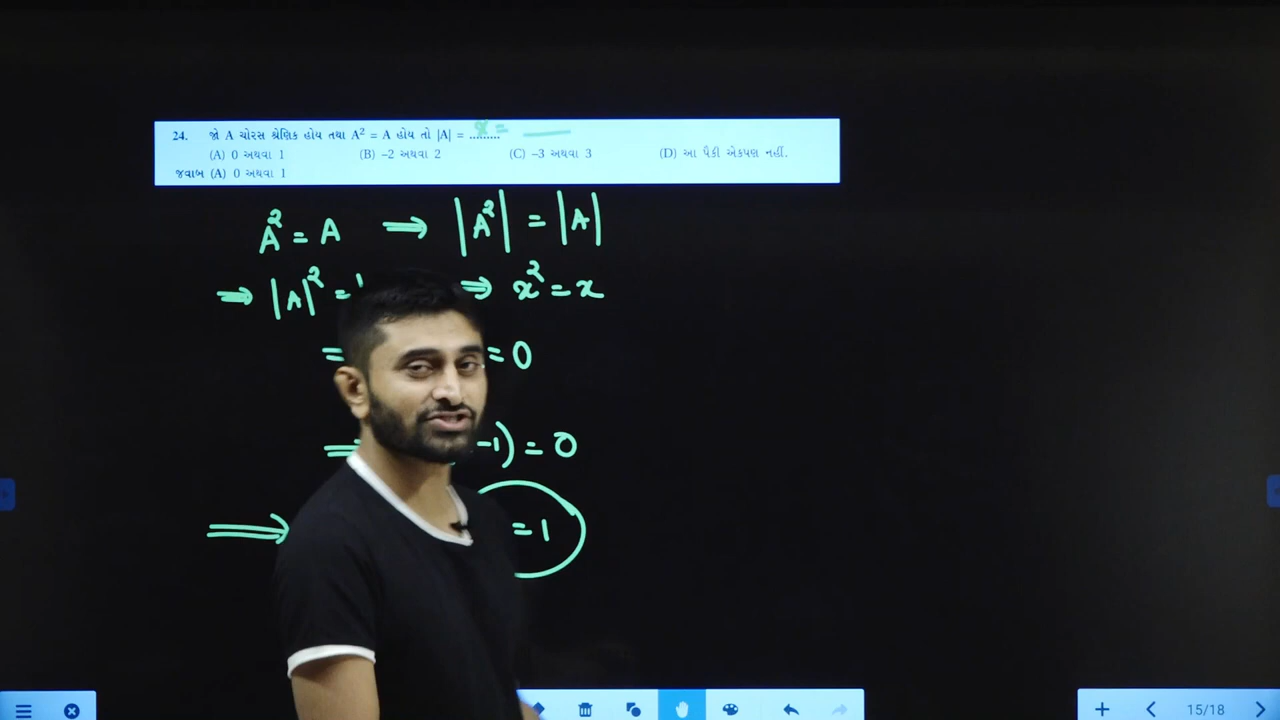 24. જો A ચોરસ શ્રેણિક હોય તથા A² = A હોય તો |A| = ......... x =
(A) 0 અથવા 1 (B) –2 અથવા 2 (C) –3 અથવા 3 (D) આ પૈકી એકપણ નહીં.
જવાબ (A) 0 અથવા 1
A² = A ⇒ |A²| = |A|
⇒ |A|² = ⇒ x² = x
= 0
-1) = 0
⇒ = 1
15/18